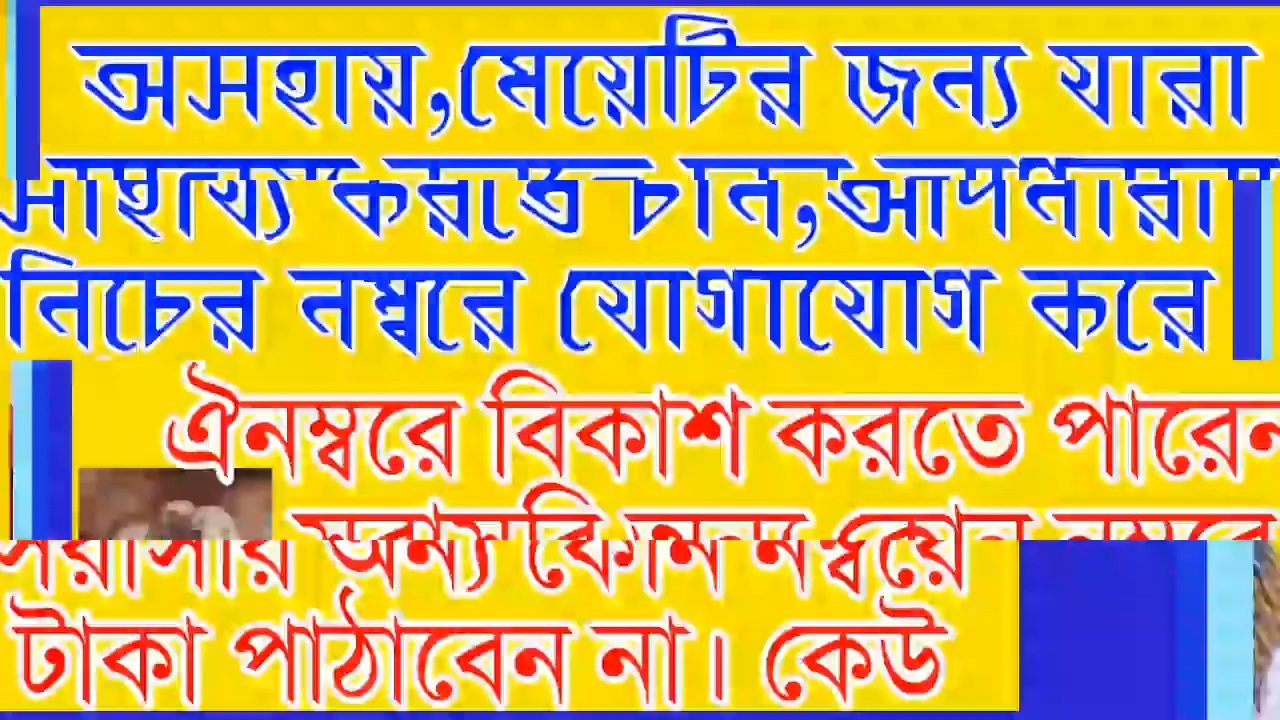 অসহায়,মেয়েটির জন্য যারা
সাহায্যে করতে চান,আপনারা
নিচের নম্বরে যোগাযোগ করে
ঐনম্বরে বিকাশ করতে পারেন
সরাসরি অন্য কোন নম্বরে
টাকা পাঠাবেন না। কেউ